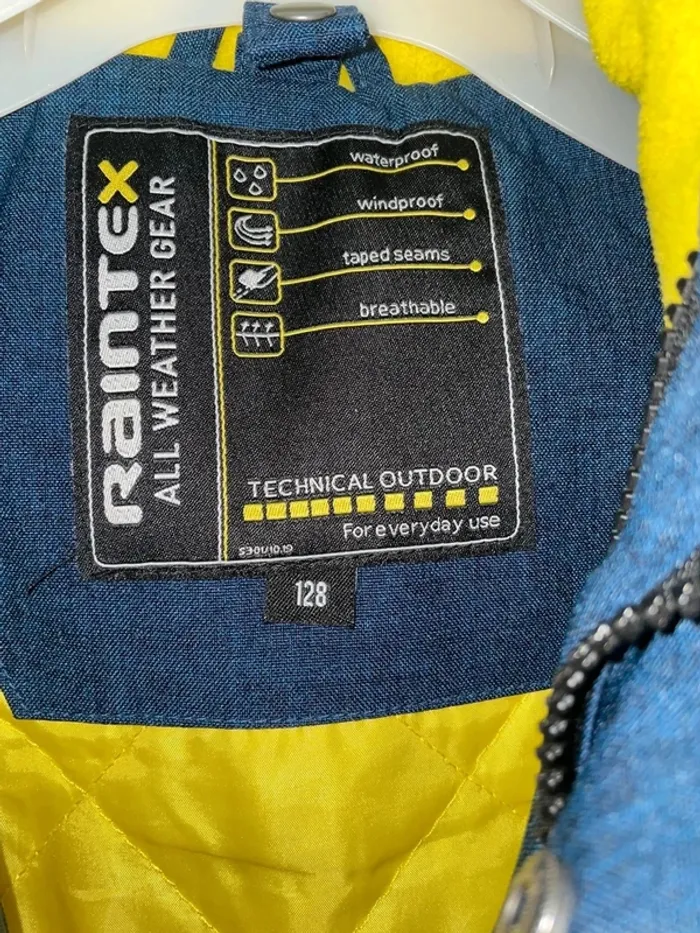 RAINTEX
ALL WEATHER GEAR
waterproof
windproof
taped seams
breathable
TECHNICAL OUTDOOR
For everyday use
128